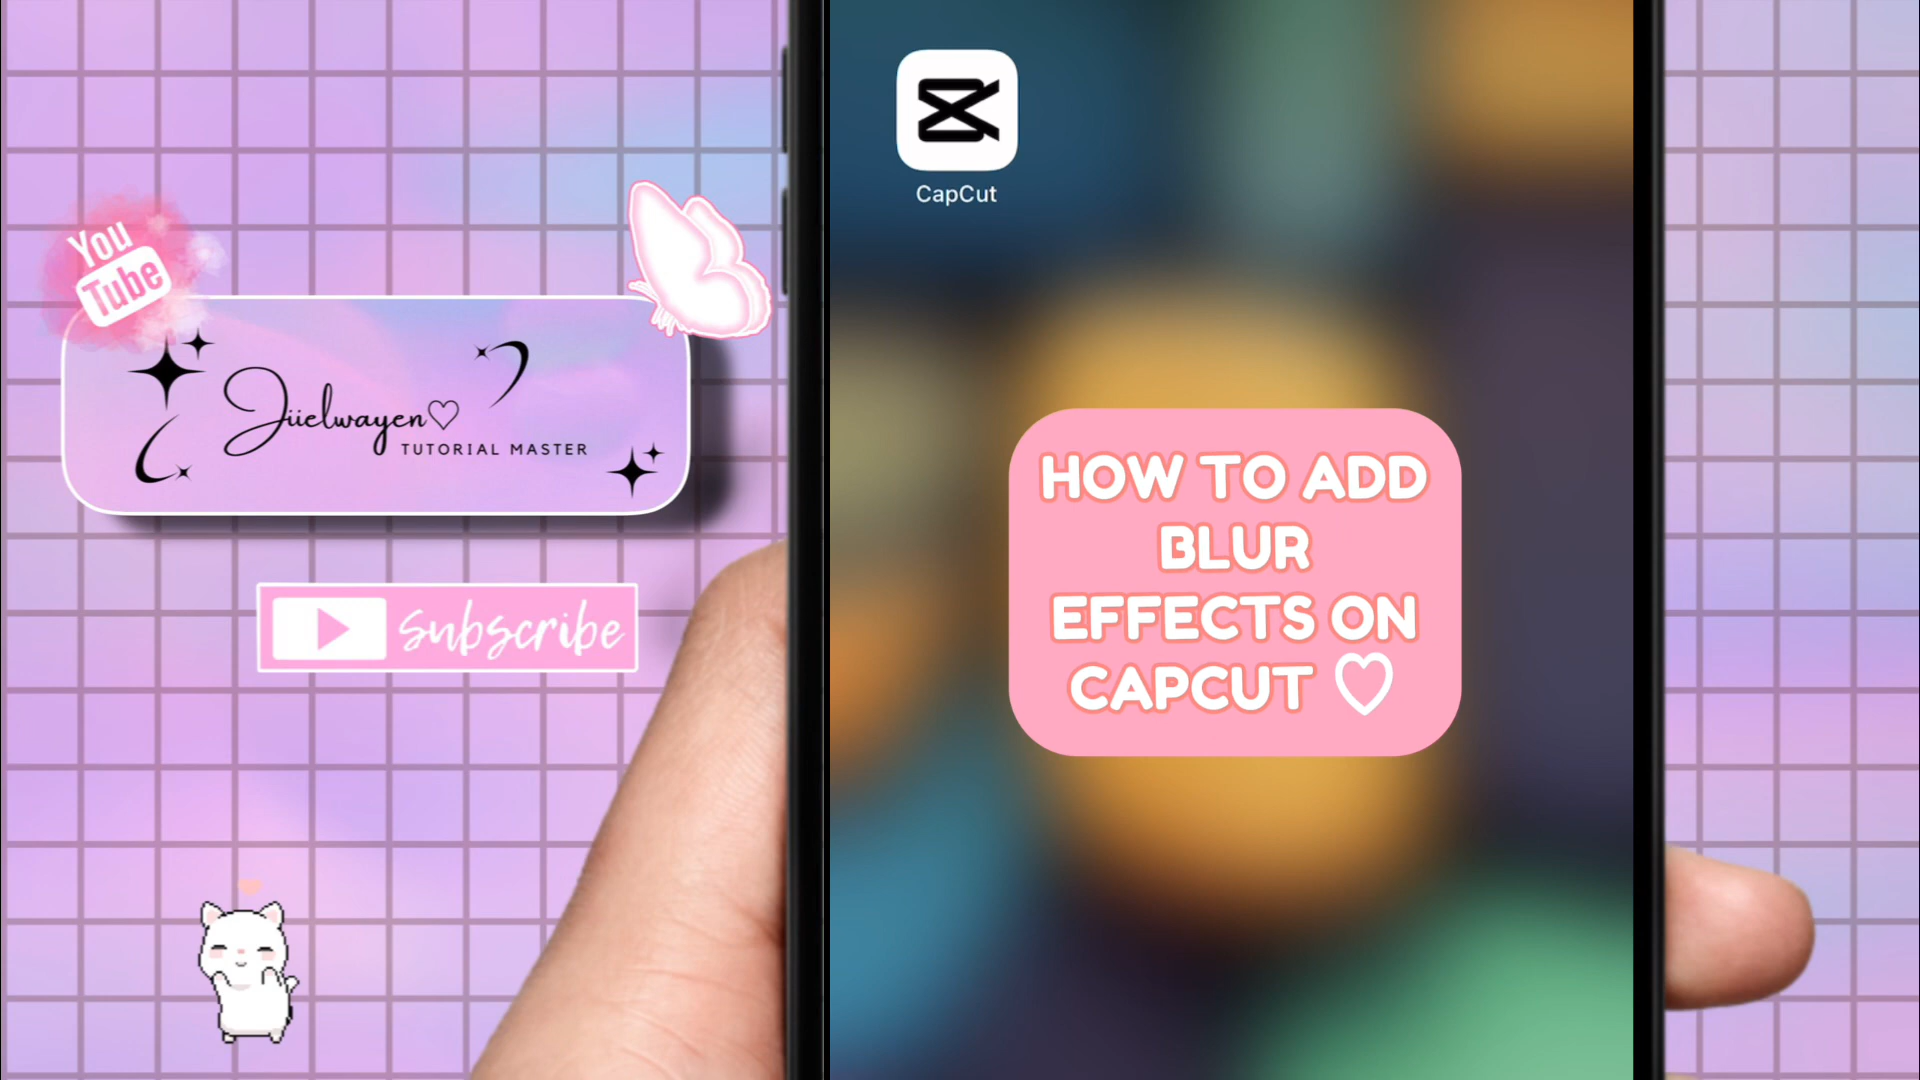 You
Tube
Jiielwayen♡
TUTORIAL MASTER
Subscribe
CapCut
HOW TO ADD
BLUR
EFFECTS ON
CAPCUT ♡